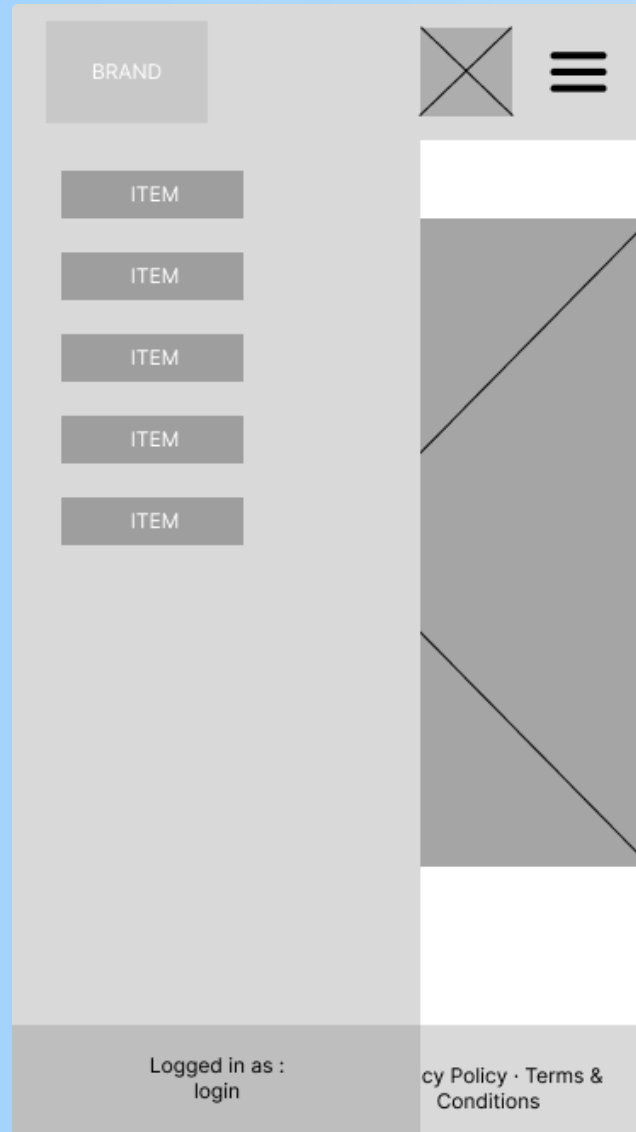 BRAND
ITEM
ITEM
ITEM
ITEM
ITEM
Logged in as :
login
cy Policy · Terms &
Conditions